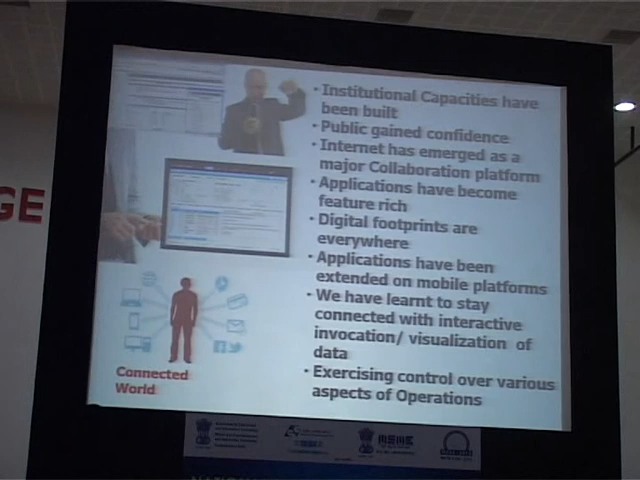 GE
• Institutional Capacities have
been built
• Public gained confidence
• Internet has emerged as a
major Collaboration platform
• Applications have become
feature rich
• Digital footprints are
everywhere
• Applications have been
extended on mobile platforms
• We have learnt to stay
connected with interactive
invocation/ visualization of
data
• Exercising control over various
aspects of Operations
Connected
World